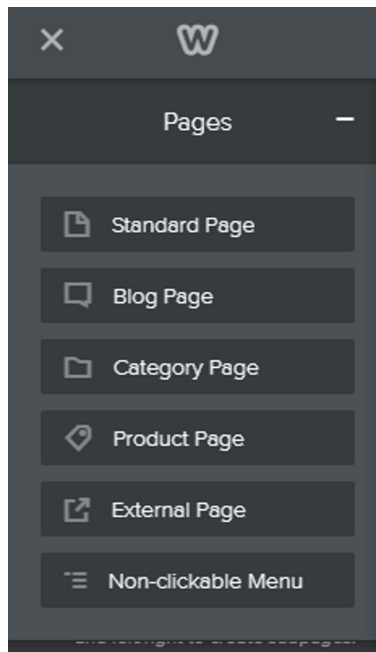 Pages
Standard Page
Blog Page
Category Page
Product Page
External Page
Non-clickable Menu